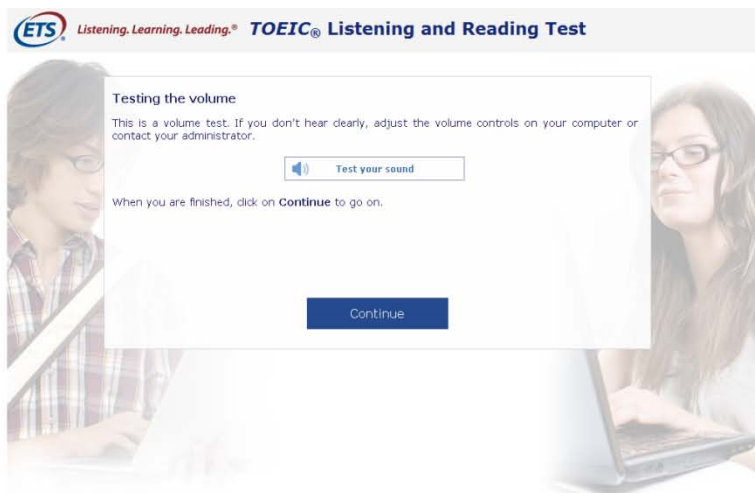 ETS® Listening. Learning. Leading.® TOEIC® Listening and Reading Test
Testing the volume
This is a volume test. If you don't hear clearly, adjust the volume controls on your computer or
contact your administrator.
Test your sound
When you are finished, click on Continue to go on.
Continue